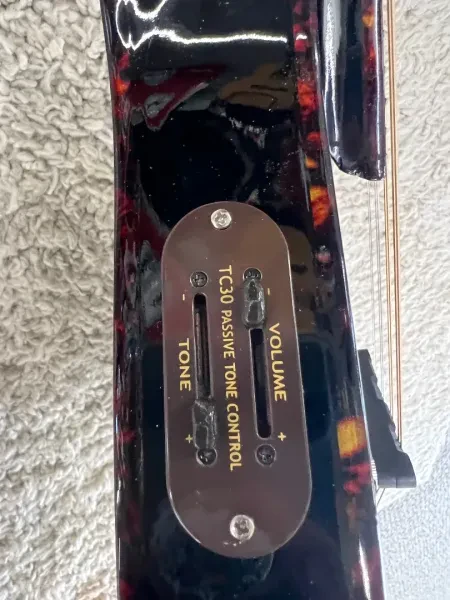 - VOLUME +
TC30 PASSIVE TONE CONTROL
- TONE +